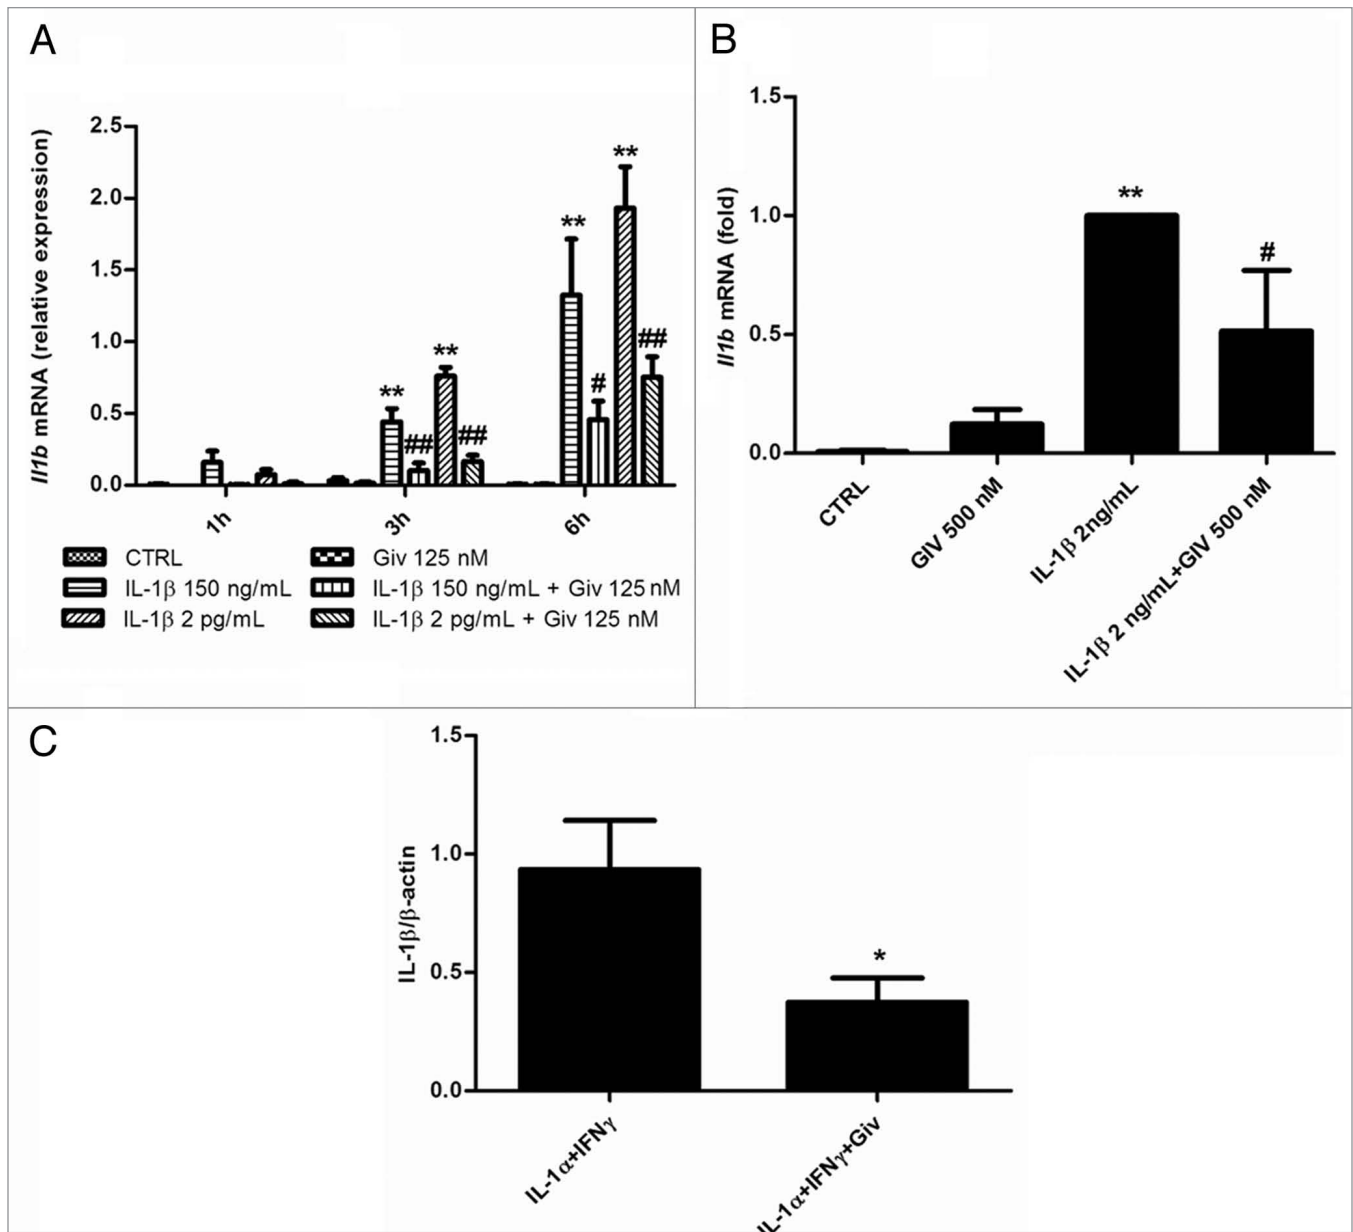 A
Il1b mRNA (relative expression)
2.5
2.0
1.5
1.0
0.5
0.0
**
##
**
##
**
#
**
##
1h
3h
6h
CTRL
Giv 125 nM
IL-1β 150 ng/mL
IL-1β 150 ng/mL + Giv 125 nM
IL-1β 2 pg/mL
IL-1β 2 pg/mL + Giv 125 nM
B
Il1b mRNA (fold)
1.5
1.0
0.5
0.0
**
#
CTRL
GIV 500 nM
IL-1β 2ng/mL
IL-1β 2 ng/mL+GIV 500 nM
C
IL-1β/β-actin
1.5
1.0
0.5
0.0
*
IL-1α+IFNγ
IL-1α+IFNγ+Giv